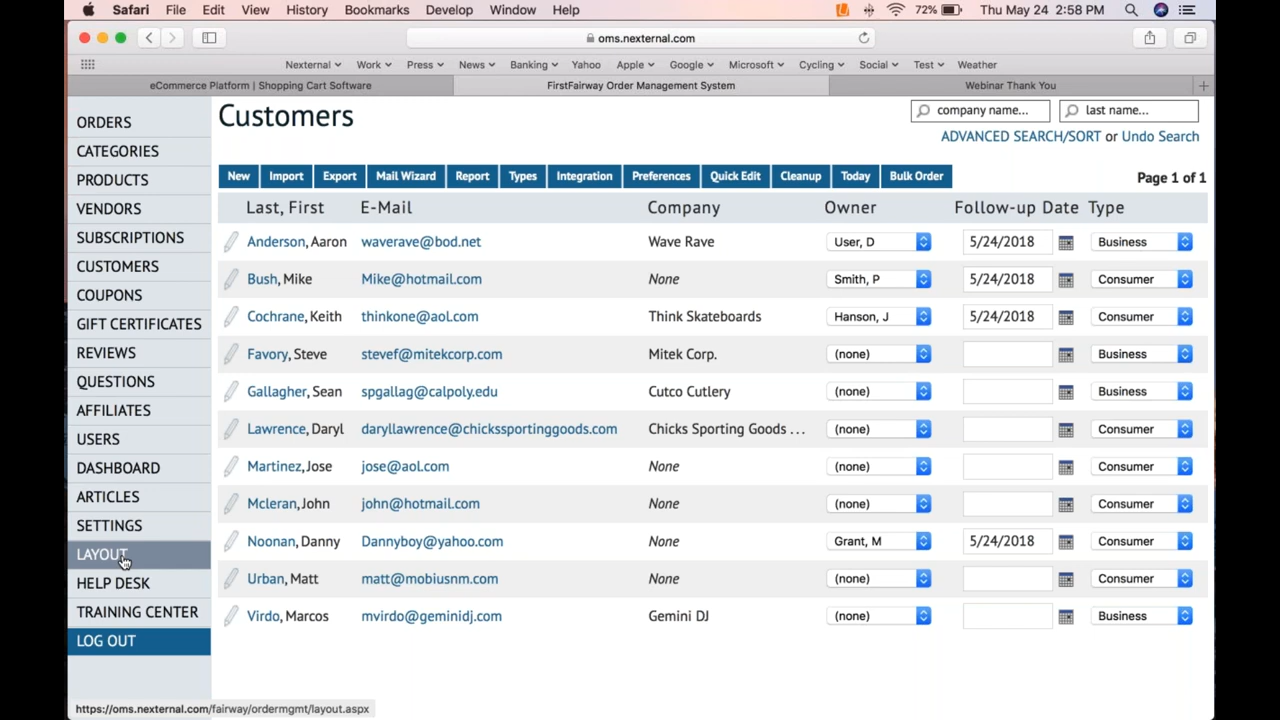 Safari File Edit View History Bookmarks Develop Window Help 72% Thu May 24 2:58 PM
oms.nexternal.com
Nexternal Work Press News Banking Yahoo Apple Google Microsoft Cycling Social Test Weather
eCommerce Platform | Shopping Cart Software FirstFairway Order Management System Webinar Thank You
ORDERS
CATEGORIES
PRODUCTS
VENDORS
SUBSCRIPTIONS
CUSTOMERS
COUPONS
GIFT CERTIFICATES
REVIEWS
QUESTIONS
AFFILIATES
USERS
DASHBOARD
ARTICLES
SETTINGS
LAYOUT
HELP DESK
TRAINING CENTER
LOG OUT
Customers
company name... last name...
ADVANCED SEARCH/SORT or Undo Search
New Import Export Mail Wizard Report Types Integration Preferences Quick Edit Cleanup Today Bulk Order Page 1 of 1
Last, First E-Mail Company Owner Follow-up Date Type
Anderson, Aaron waverave@bod.net Wave Rave User, D 5/24/2018 Business
Bush, Mike Mike@hotmail.com None Smith, P 5/24/2018 Consumer
Cochrane, Keith thinkone@aol.com Think Skateboards Hanson, J 5/24/2018 Consumer
Favory, Steve stevef@mitekcorp.com Mitek Corp. (none) Business
Gallagher, Sean spgallag@calpoly.edu Cutco Cutlery (none) Business
Lawrence, Daryl daryllawrence@chickssportinggoods.com Chicks Sporting Goods ... (none) Consumer
Martinez, Jose jose@aol.com None (none) Consumer
Mcleran, John john@hotmail.com None (none) Consumer
Noonan, Danny Dannyboy@yahoo.com None Grant, M 5/24/2018 Consumer
Urban, Matt matt@mobiusnm.com None (none) Consumer
Virdo, Marcos mvirdo@geminidj.com Gemini DJ (none) Business
https://oms.nexternal.com/fairway/ordermgmt/layout.aspx